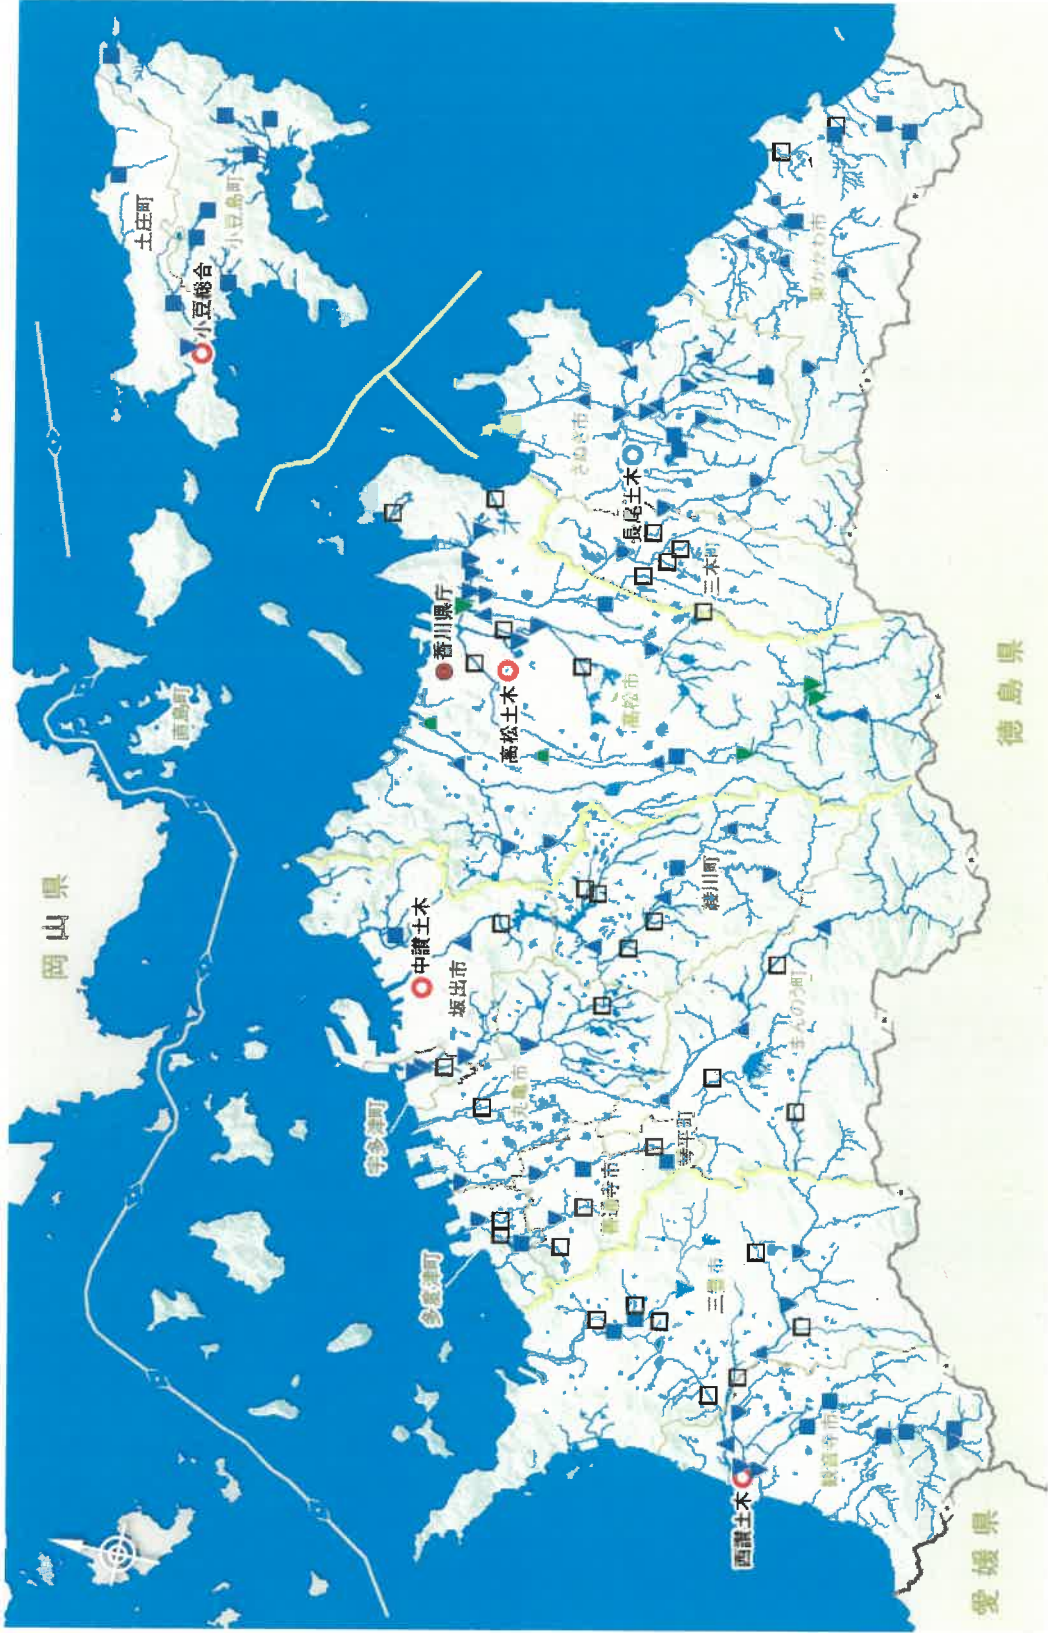 岡山県
土庄町
小豆島町
小豆総合
直島町
香川県庁
高松土木
高松市
さぬき市
長尾土木
三木町
東かがわ市
中讃土木
坂出市
宇多津町
丸亀市
綾川町
まんのう町
琴平町
善通寺市
多度津町
三豊市
観音寺市
西讃土木
愛媛県
徳島県